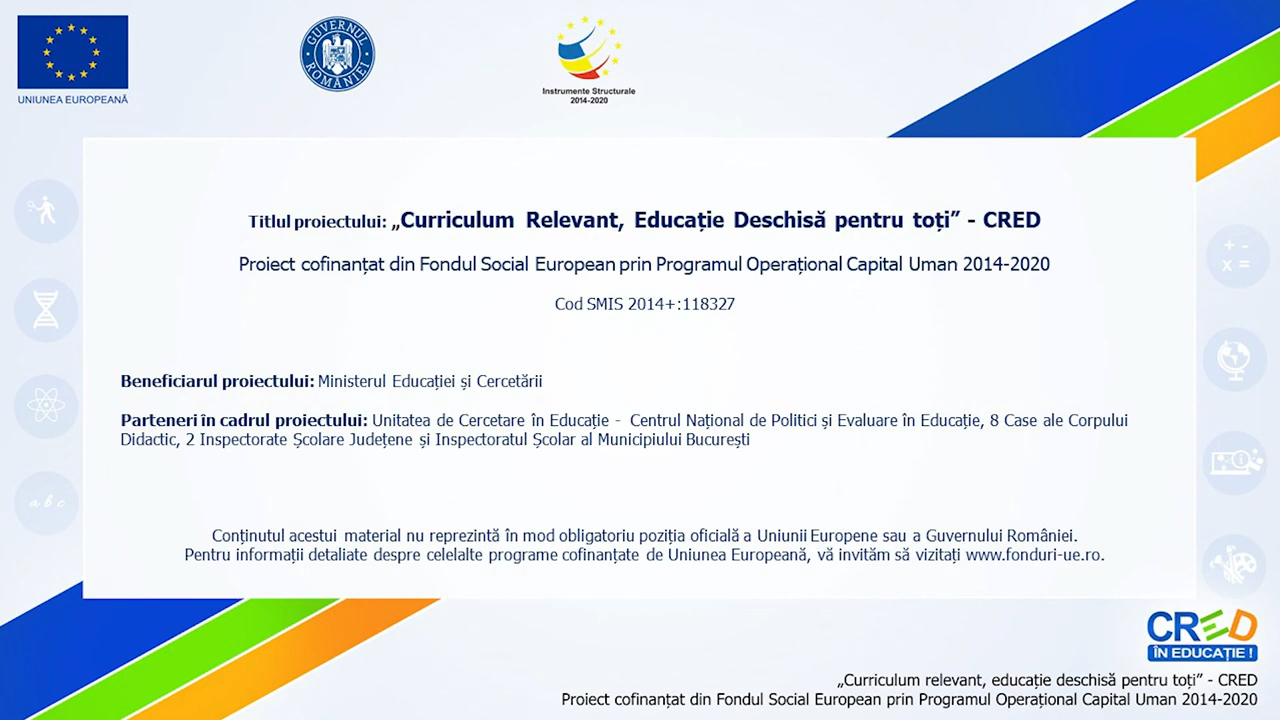 UNIUNEA EUROPEANĂ
GUVERNUL ROMÂNIEI
Instrumente Structurale
2014-2020
Titlul proiectului: „Curriculum Relevant, Educație Deschisă pentru toți” - CRED
Proiect cofinanțat din Fondul Social European prin Programul Operațional Capital Uman 2014-2020
Cod SMIS 2014+:118327
+ -
x =
Beneficiarul proiectului: Ministerul Educației și Cercetării
Parteneri în cadrul proiectului: Unitatea de Cercetare în Educație - Centrul Național de Politici și Evaluare în Educație, 8 Case ale Corpului
Didactic, 2 Inspectorate Școlare Județene și Inspectoratul Școlar al Municipiului București
a b c
Conținutul acestui material nu reprezintă în mod obligatoriu poziția oficială a Uniunii Europene sau a Guvernului României.
Pentru informații detaliate despre celelalte programe cofinanțate de Uniunea Europeană, vă invităm să vizitați www.fonduri-ue.ro.
CRED
ÎN EDUCAȚIE !
„Curriculum relevant, educație deschisă pentru toți” - CRED
Proiect cofinanțat din Fondul Social European prin Programul Operațional Capital Uman 2014-2020